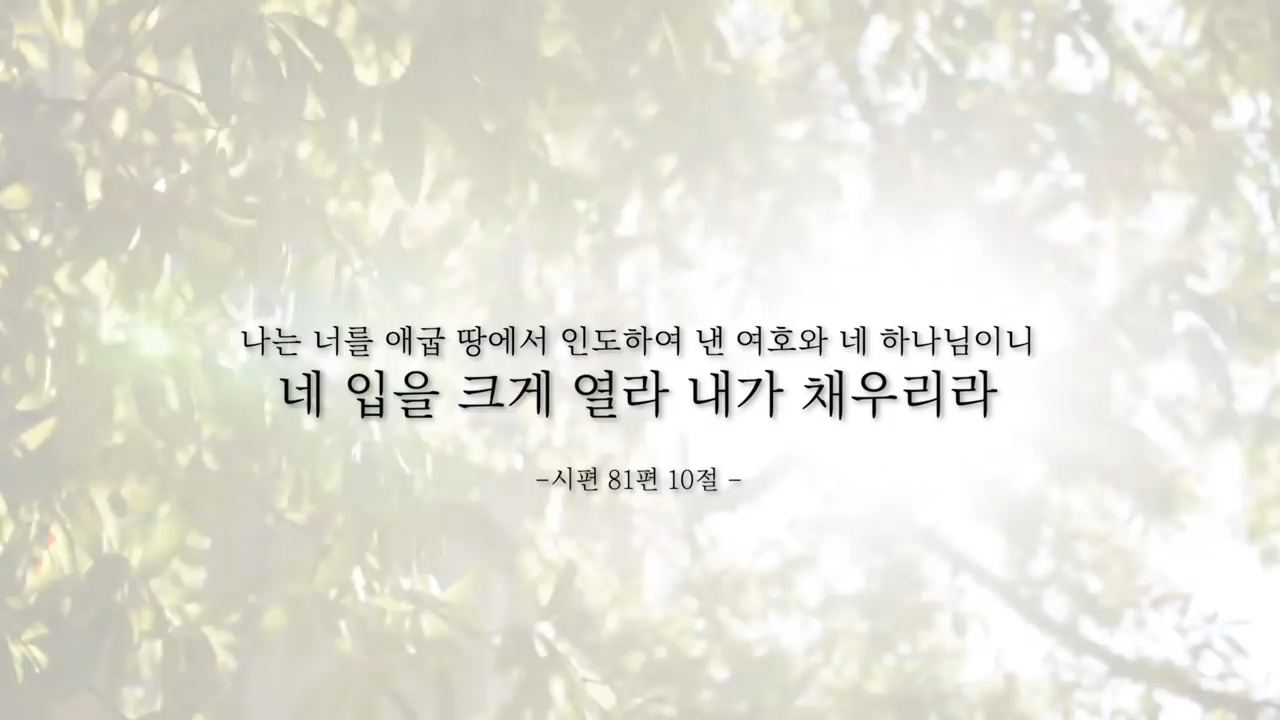 나는 너를 애굽 땅에서 인도하여 낸 여호와 네 하나님이니
네 입을 크게 열라 내가 채우리라
-시편 81편 10절 -